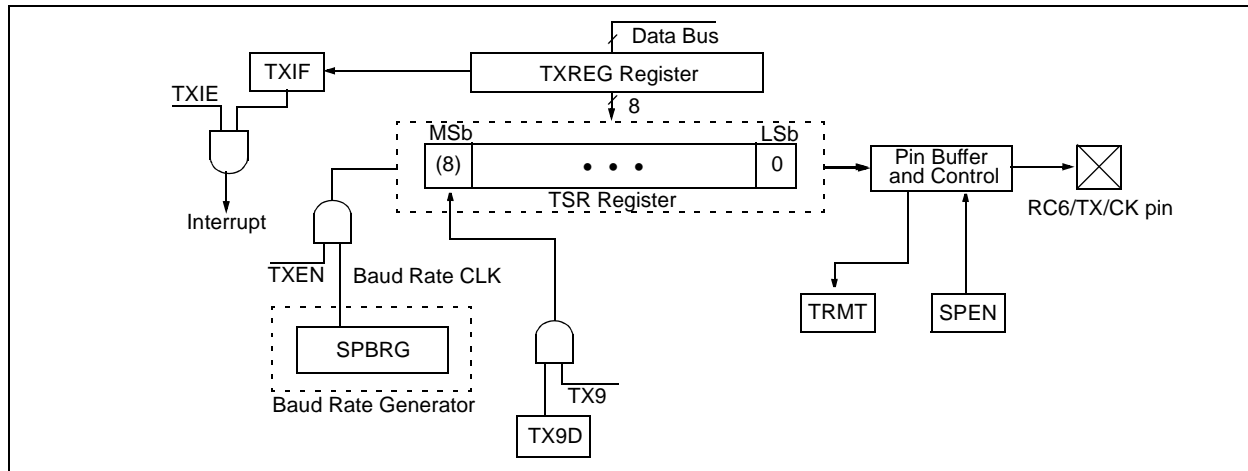 Data Bus
TXIF
TXREG Register
TXIE
8
MSb
LSb
(8)
• • •
0
Pin Buffer
and Control
TSR Register
RC6/TX/CK pin
Interrupt
TXEN
Baud Rate CLK
TRMT
SPEN
SPBRG
TX9
Baud Rate Generator
TX9D